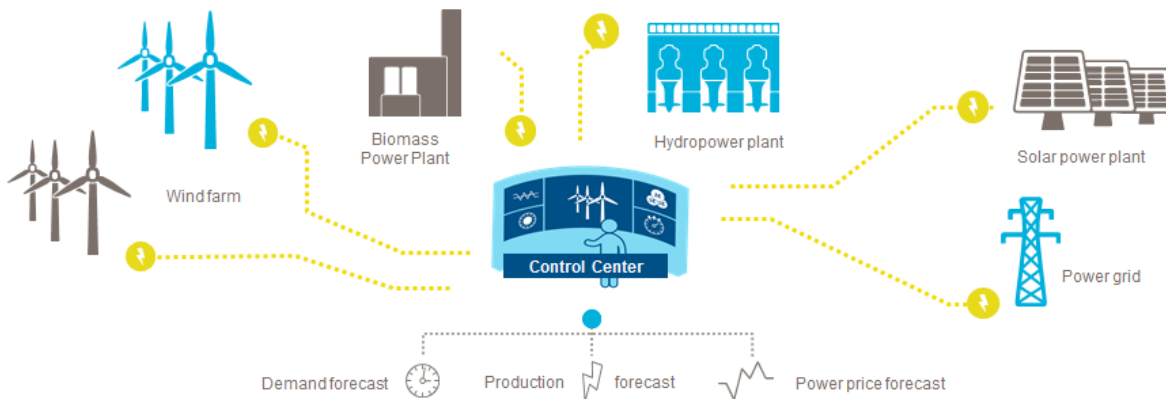 Biomass
Power Plant
Hydropower plant
Solar power plant
Wind farm
Control Center
Power grid
Demand forecast
Production forecast
Power price forecast